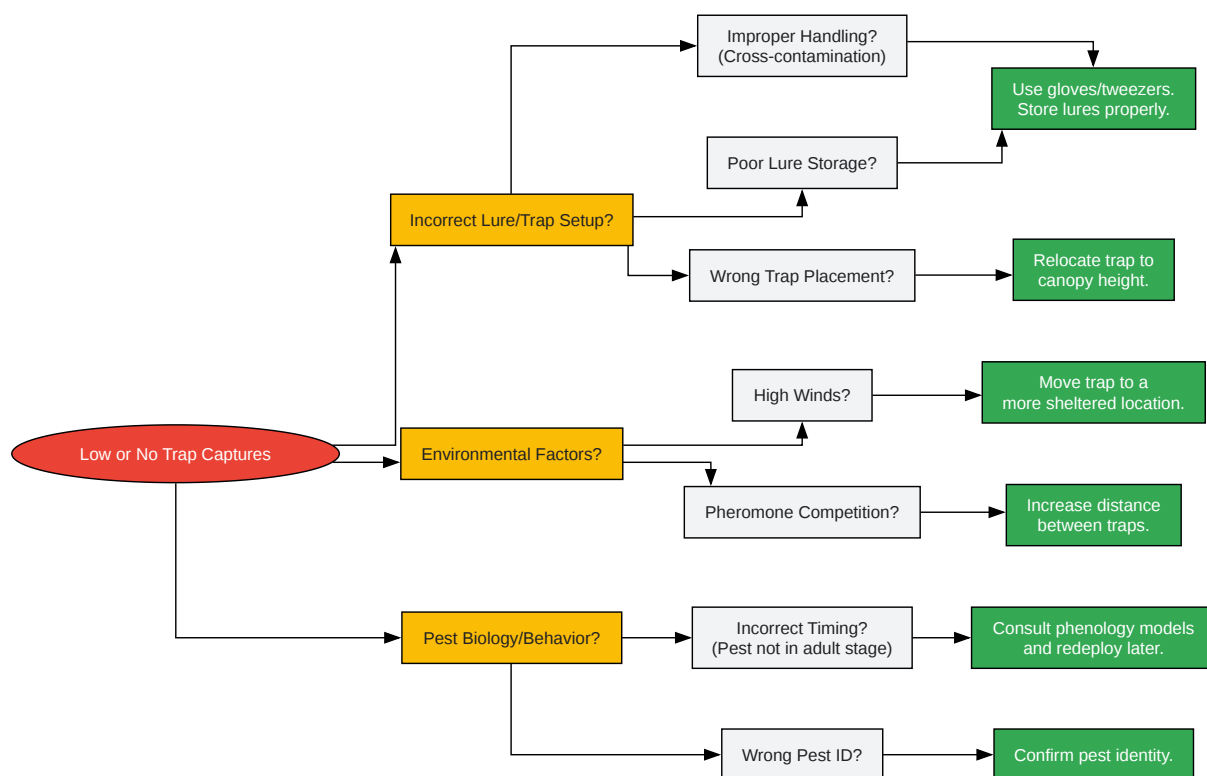 Improper Handling?
(Cross-contamination)
Use gloves/tweezers.
Store lures properly.
Poor Lure Storage?
Incorrect Lure/Trap Setup?
Wrong Trap Placement?
Relocate trap to
canopy height.
High Winds?
Move trap to a
more sheltered location.
Low or No Trap Captures
Environmental Factors?
Pheromone Competition?
Increase distance
between traps.
Pest Biology/Behavior?
Incorrect Timing?
(Pest not in adult stage)
Consult phenology models
and redeploy later.
Wrong Pest ID?
Confirm pest identity.